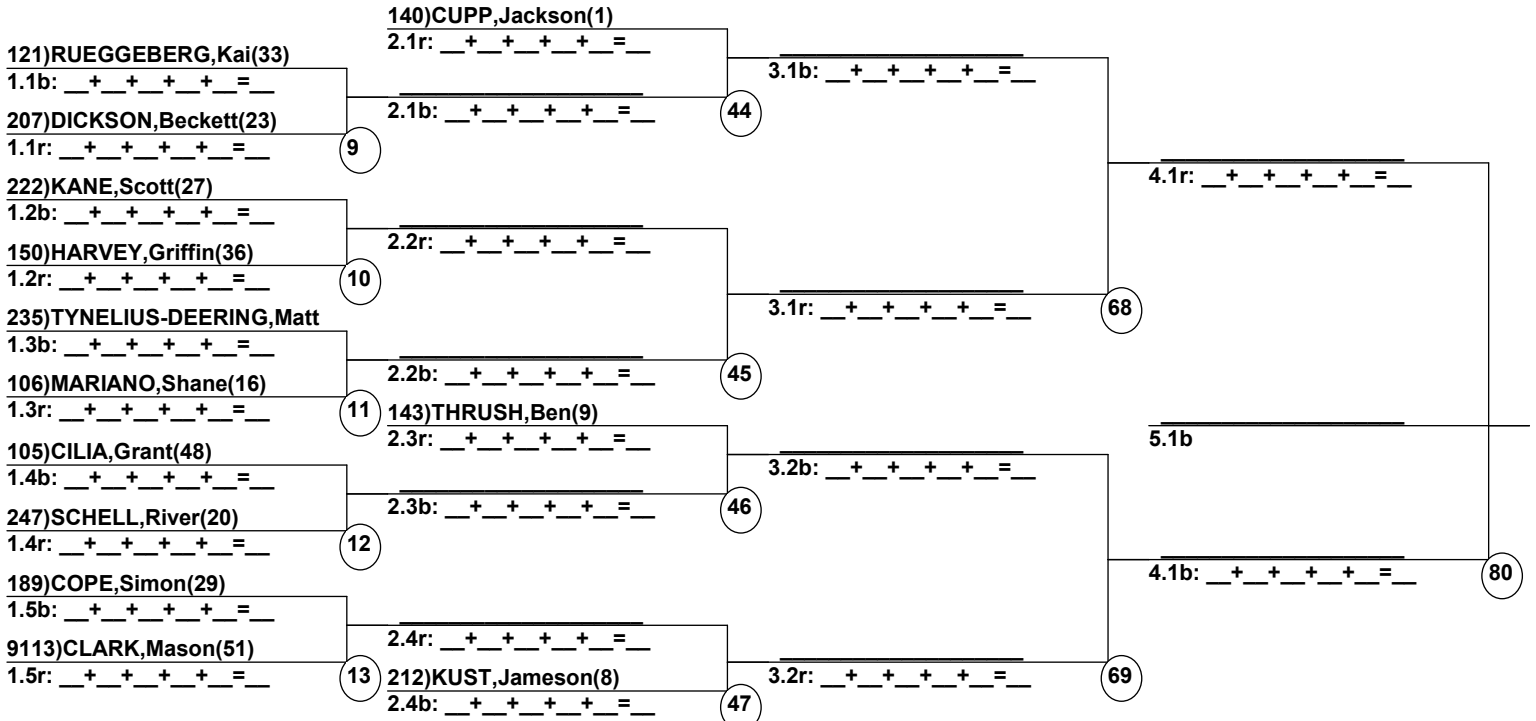 140)CUPP,Jackson(1)
2.1r: __+__+__+__+__=__
121)RUEGGEBERG,Kai(33)
1.1b: __+__+__+__+__=__
3.1b: __+__+__+__+__=__
2.1b: __+__+__+__+__=__
44
207)DICKSON,Beckett(23)
1.1r: __+__+__+__+__=__
9
4.1r: __+__+__+__+__=__
222)KANE,Scott(27)
1.2b: __+__+__+__+__=__
2.2r: __+__+__+__+__=__
150)HARVEY,Griffin(36)
1.2r: __+__+__+__+__=__
10
3.1r: __+__+__+__+__=__
68
235)TYNELIUS-DEERING,Matt
1.3b: __+__+__+__+__=__
2.2b: __+__+__+__+__=__
45
106)MARIANO,Shane(16)
1.3r: __+__+__+__+__=__
11
143)THRUSH,Ben(9)
2.3r: __+__+__+__+__=__
5.1b
105)CILIA,Grant(48)
1.4b: __+__+__+__+__=__
3.2b: __+__+__+__+__=__
2.3b: __+__+__+__+__=__
46
247)SCHELL,River(20)
1.4r: __+__+__+__+__=__
12
4.1b: __+__+__+__+__=__
80
189)COPE,Simon(29)
1.5b: __+__+__+__+__=__
2.4r: __+__+__+__+__=__
9113)CLARK,Mason(51)
1.5r: __+__+__+__+__=__
13
212)KUST,Jameson(8)
3.2r: __+__+__+__+__=__
69
2.4b: __+__+__+__+__=__
47